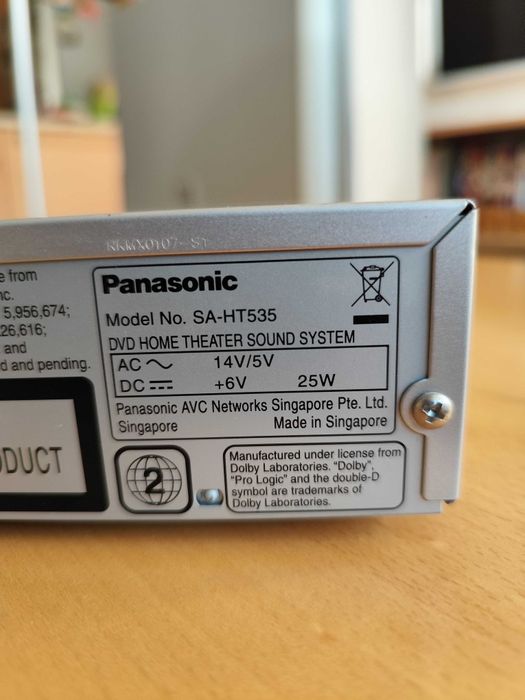 RKMX0107-S1
e from
nc.
5,956,674;
26,616;
and
d and pending.
Panasonic
Model No. SA-HT535
DVD HOME THEATER SOUND SYSTEM
AC 14V/5V
DC +6V 25W
Panasonic AVC Networks Singapore Pte. Ltd.
Singapore Made in Singapore
ODUCT
2
Manufactured under license from
Dolby Laboratories. "Dolby",
"Pro Logic" and the double-D
symbol are trademarks of
Dolby Laboratories.